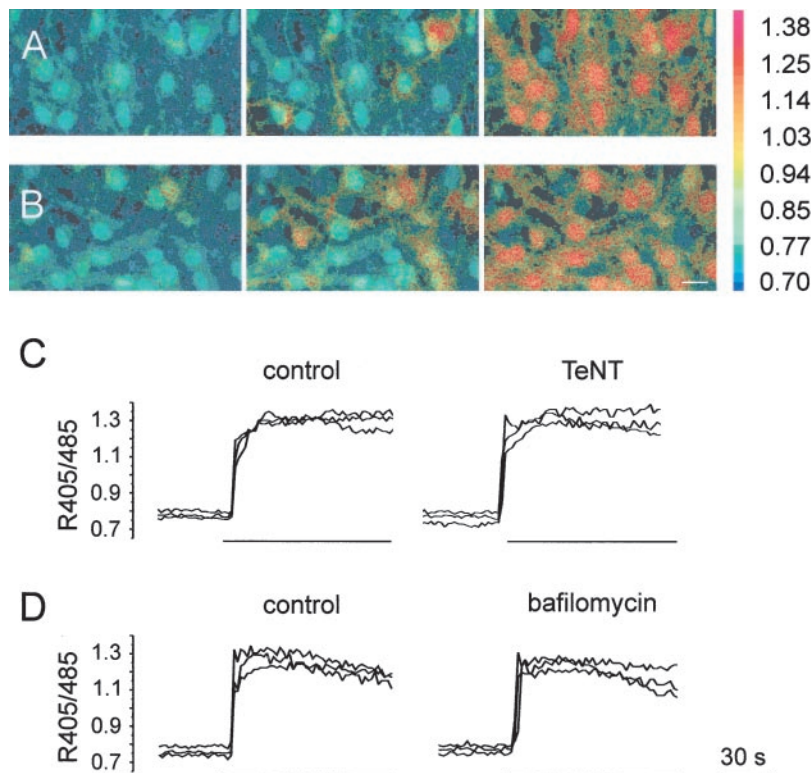 A
1.38
1.25
1.14
1.03
0.94
0.85
0.77
0.70
B
C
control
TeNT
R405/485
1.3
1.1
0.9
0.7
D
control
bafilomycin
R405/485
1.3
1.1
0.9
0.7
30 s